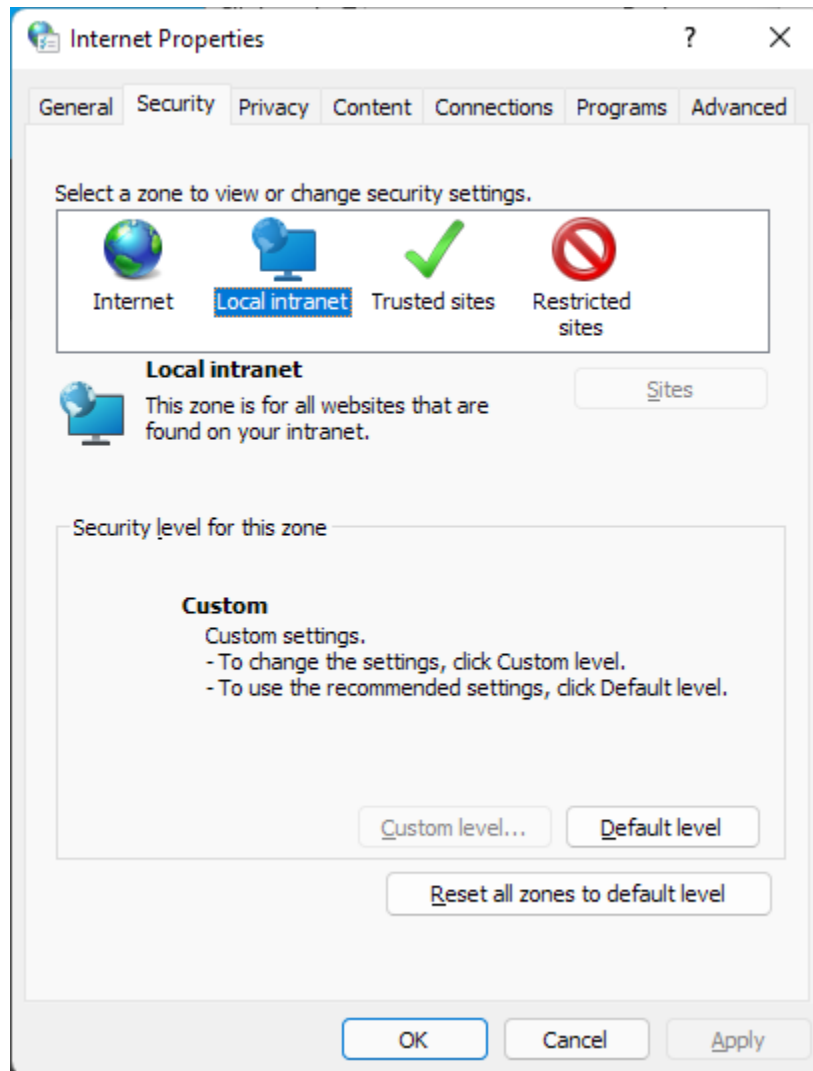 Internet Properties
?
General Security Privacy Content Connections Programs Advanced
Select a zone to view or change security settings.
Internet Local intranet Trusted sites Restricted
sites
Local intranet
Sites
This zone is for all websites that are
found on your intranet.
Security level for this zone
Custom
Custom settings.
- To change the settings, click Custom level.
- To use the recommended settings, click Default level.
Custom level... Default level
Reset all zones to default level
OK Cancel Apply